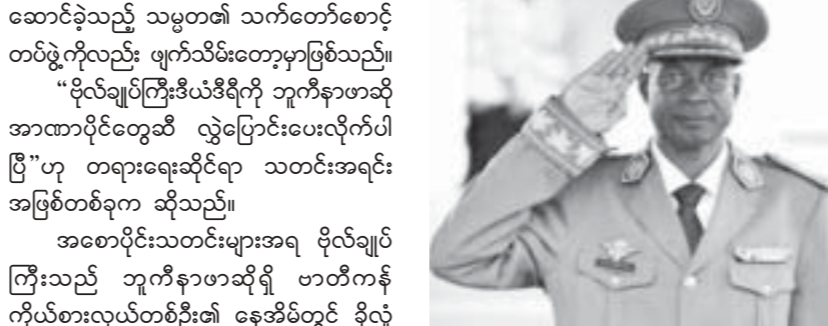 ဆောင်ခဲ့သည့် သမ္မတ၏ သက်တော်စောင့်
တပ်ဖွဲ့ကိုလည်း ဖျက်သိမ်းတော့မှာဖြစ်သည်။
“ဗိုလ်ချုပ်ကြီးဒီယံဒီရီကို ဘူကီနာဖာဆို
အာဏာပိုင်တွေဆီ လွှဲပြောင်းပေးလိုက်ပါ
ပြီ”ဟု တရားရေးဆိုင်ရာ သတင်းအရင်း
အဖြစ်တစ်ခုက ဆိုသည်။
အစောပိုင်းသတင်းများအရ ဗိုလ်ချုပ်
ကြီးသည် ဘူကီနာဖာဆိုရှိ ဗာတီကန်
ကိုယ်စားလှယ်တစ်ဦး၏ နေအိမ်တွင် ခိုလှုံ